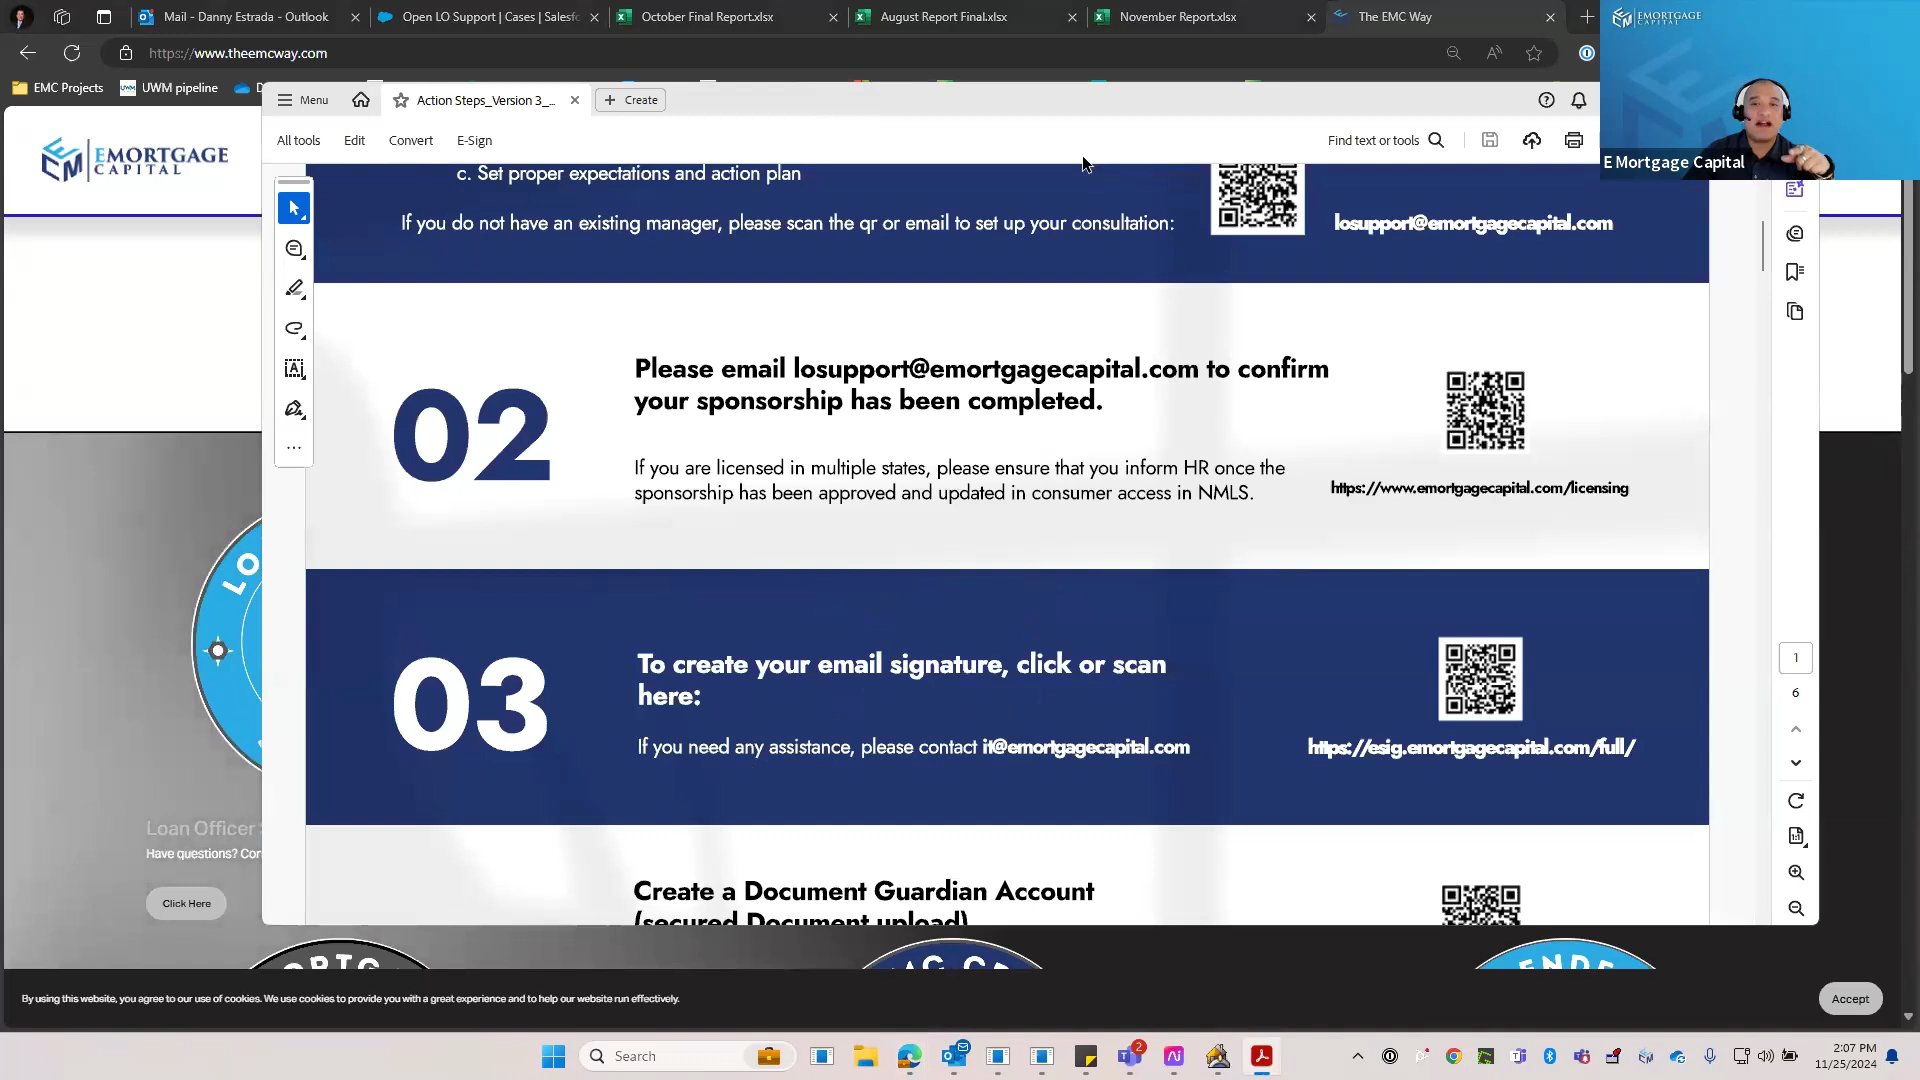 Mail - Danny Estrada - Outlook
Open LO Support | Cases | Salesfo
October Final Report.xlsx
August Report Final.xlsx
November Report.xlsx
The EMC Way
https://www.theemcway.com
EMC Projects
UWM pipeline
EMORTGAGE
CAPITAL
E Mortgage Capital
Menu
Action Steps_Version 3_...
Create
All tools
Edit
Convert
E-Sign
Find text or tools
EMORTGAGE
CAPITAL
c. Set proper expectations and action plan
If you do not have an existing manager, please scan the qr or email to set up your consultation:
losupport@emortgagecapital.com
02
Please email losupport@emortgagecapital.com to confirm
your sponsorship has been completed.
If you are licensed in multiple states, please ensure that you inform HR once the
sponsorship has been approved and updated in consumer access in NMLS.
https://www.emortgagecapital.com/licensing
03
To create your email signature, click or scan
here:
If you need any assistance, please contact it@emortgagecapital.com
https://esig.emortgagecapital.com/full/
Create a Document Guardian Account
(secured Document upload)
1
6
LO
Loan Officer
Have questions? Con
Click Here
By using this website, you agree to our use of cookies. We use cookies to provide you with a great experience and to help our website run effectively.
Accept
Search
2
2:07 PM
11/25/2024